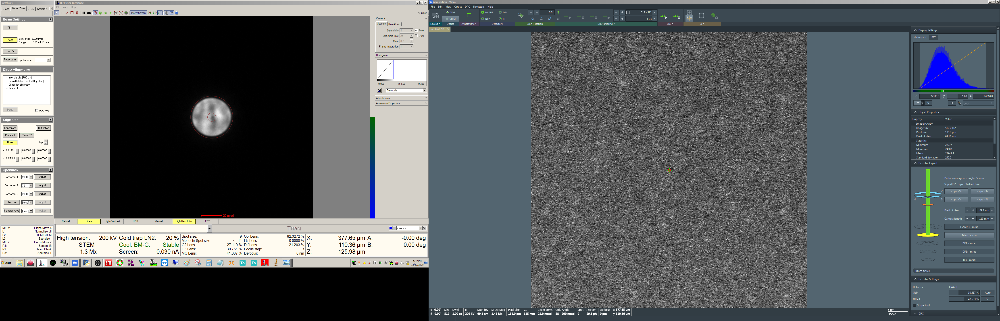 Workset
Stage Beam/Tune STEM Camera
Beam Settings
TEM
Probe Semi-angle 22.00 mrad
Range 10.41-44.18 mrad
Free Ctrl
Reset beam Spot number 9
Direct Alignments
Intensity List [FOCUS]
Tomo Rotation Center (Objective)
Diffraction alignment
Beam Tilt
Done Auto help
Stigmator
Condenser Diffraction
Probe A1 Probe B2
None Step:
x 0.01291 0.00000 0.00000
y 0.05486 0.00000 0.00000
Apertures
Condenser 1 2000 Adjust
Condenser 2 70 Adjust
Condenser 3 2000 Adjust
Objective [none] Adjust
Selected Area [none] Adjust
MF X: Piezo Move X
L1: Normalize all
L2: TEM/STEM
L3: Spotsize -
MF Y: Piezo Move Z
R1: Screen lift
R2: Beam Blank
R3: Spotsize +
TEM User Interface
File Mode Help
Insert Screen
Close
Camera
Settings Bias & Gain
Sensitivity: Auto
Exp. time [ms]: 25 Dual
Gain: 0.7
Frame integration: 1
Histogram
0.000 γ: 1.00 0.336
Greyscale
Adjustments
Annotation Properties
20 mrad
Natural Linear High Contrast HDR Manual High Resolution FFT
TITAN
- None -
High tension: 200 kV
STEM
1.3 Mx
Cold trap LN2: 20 %
Cool. BM-C: Stable
Screen: 0.030 nA
Spot size: 9
Monochr.Spot size: <= 11
C2 Lens: 27.110 %
C3 Lens: 30.751 %
MC Lens: 41.387 %
Obj Lens: 82.3272 %
Ltz Lens: 0.0000 %
Dif Lens: 21.203 %
Focus step: 3
Defocus: 0 nm
X: 377.65 µm A: -0.00 deg
Y: 110.36 µm B: 0.00 deg
Z: -125.98 µm
Start
Ve
REMOTE
To
To
1:42 PM
12/12/2025
Ve Acquisition - Velox
File Edit View Optics DPC Detectors Help
TEM HAADF DF4 0.0° 512 x 512
STEM DF2 BF 1 µs
Layout Optics Annotations Detectors Scan Rotation STEM Imaging EDS SI
A : HAADF
Display Settings
Histogram FFT
22335.8 γ 1.00 24060.8
V grey
Object Properties
Property Value
Image HAADF
Image size 512 x 512
Pixel size 135.0 pm
Field of view 69.13 nm
Statistics
Minimum 22277
Maximum 24607
Mean 22949.4
Standard deviation 290.2
Detector Layout
Probe convergence angle: 22 mrad
SuperXG2: - cps -% dead time
1 2 - cps -% - cps -%
4 3 - cps -% - cps -%
Field of view 69.1 nm
Camera length 115 mm
HAADF: - mrad
Main Screen
DF4: - mrad
DF2: - mrad
BF: - mrad
Beam active
Detector Settings
Detector HAADF
Gain 30.537 % Auto
Offset 47.533 % Set
Scope tool
DPC
α -0.00° Size Dwell HT Scan fov STEM Mag Pixel size CL Beam conv. Coll. Angle Spot I screen Defocus x 377.65 µm
β 0.00° 512 1.00 µs 200 kV 69.1 nm 1.45 Mx 135.0 pm 115 mm 22.0 mrad 58 - 200 mrad 9 29.6 pA 0 pm y 110.36 µm
5 nm
HAADF